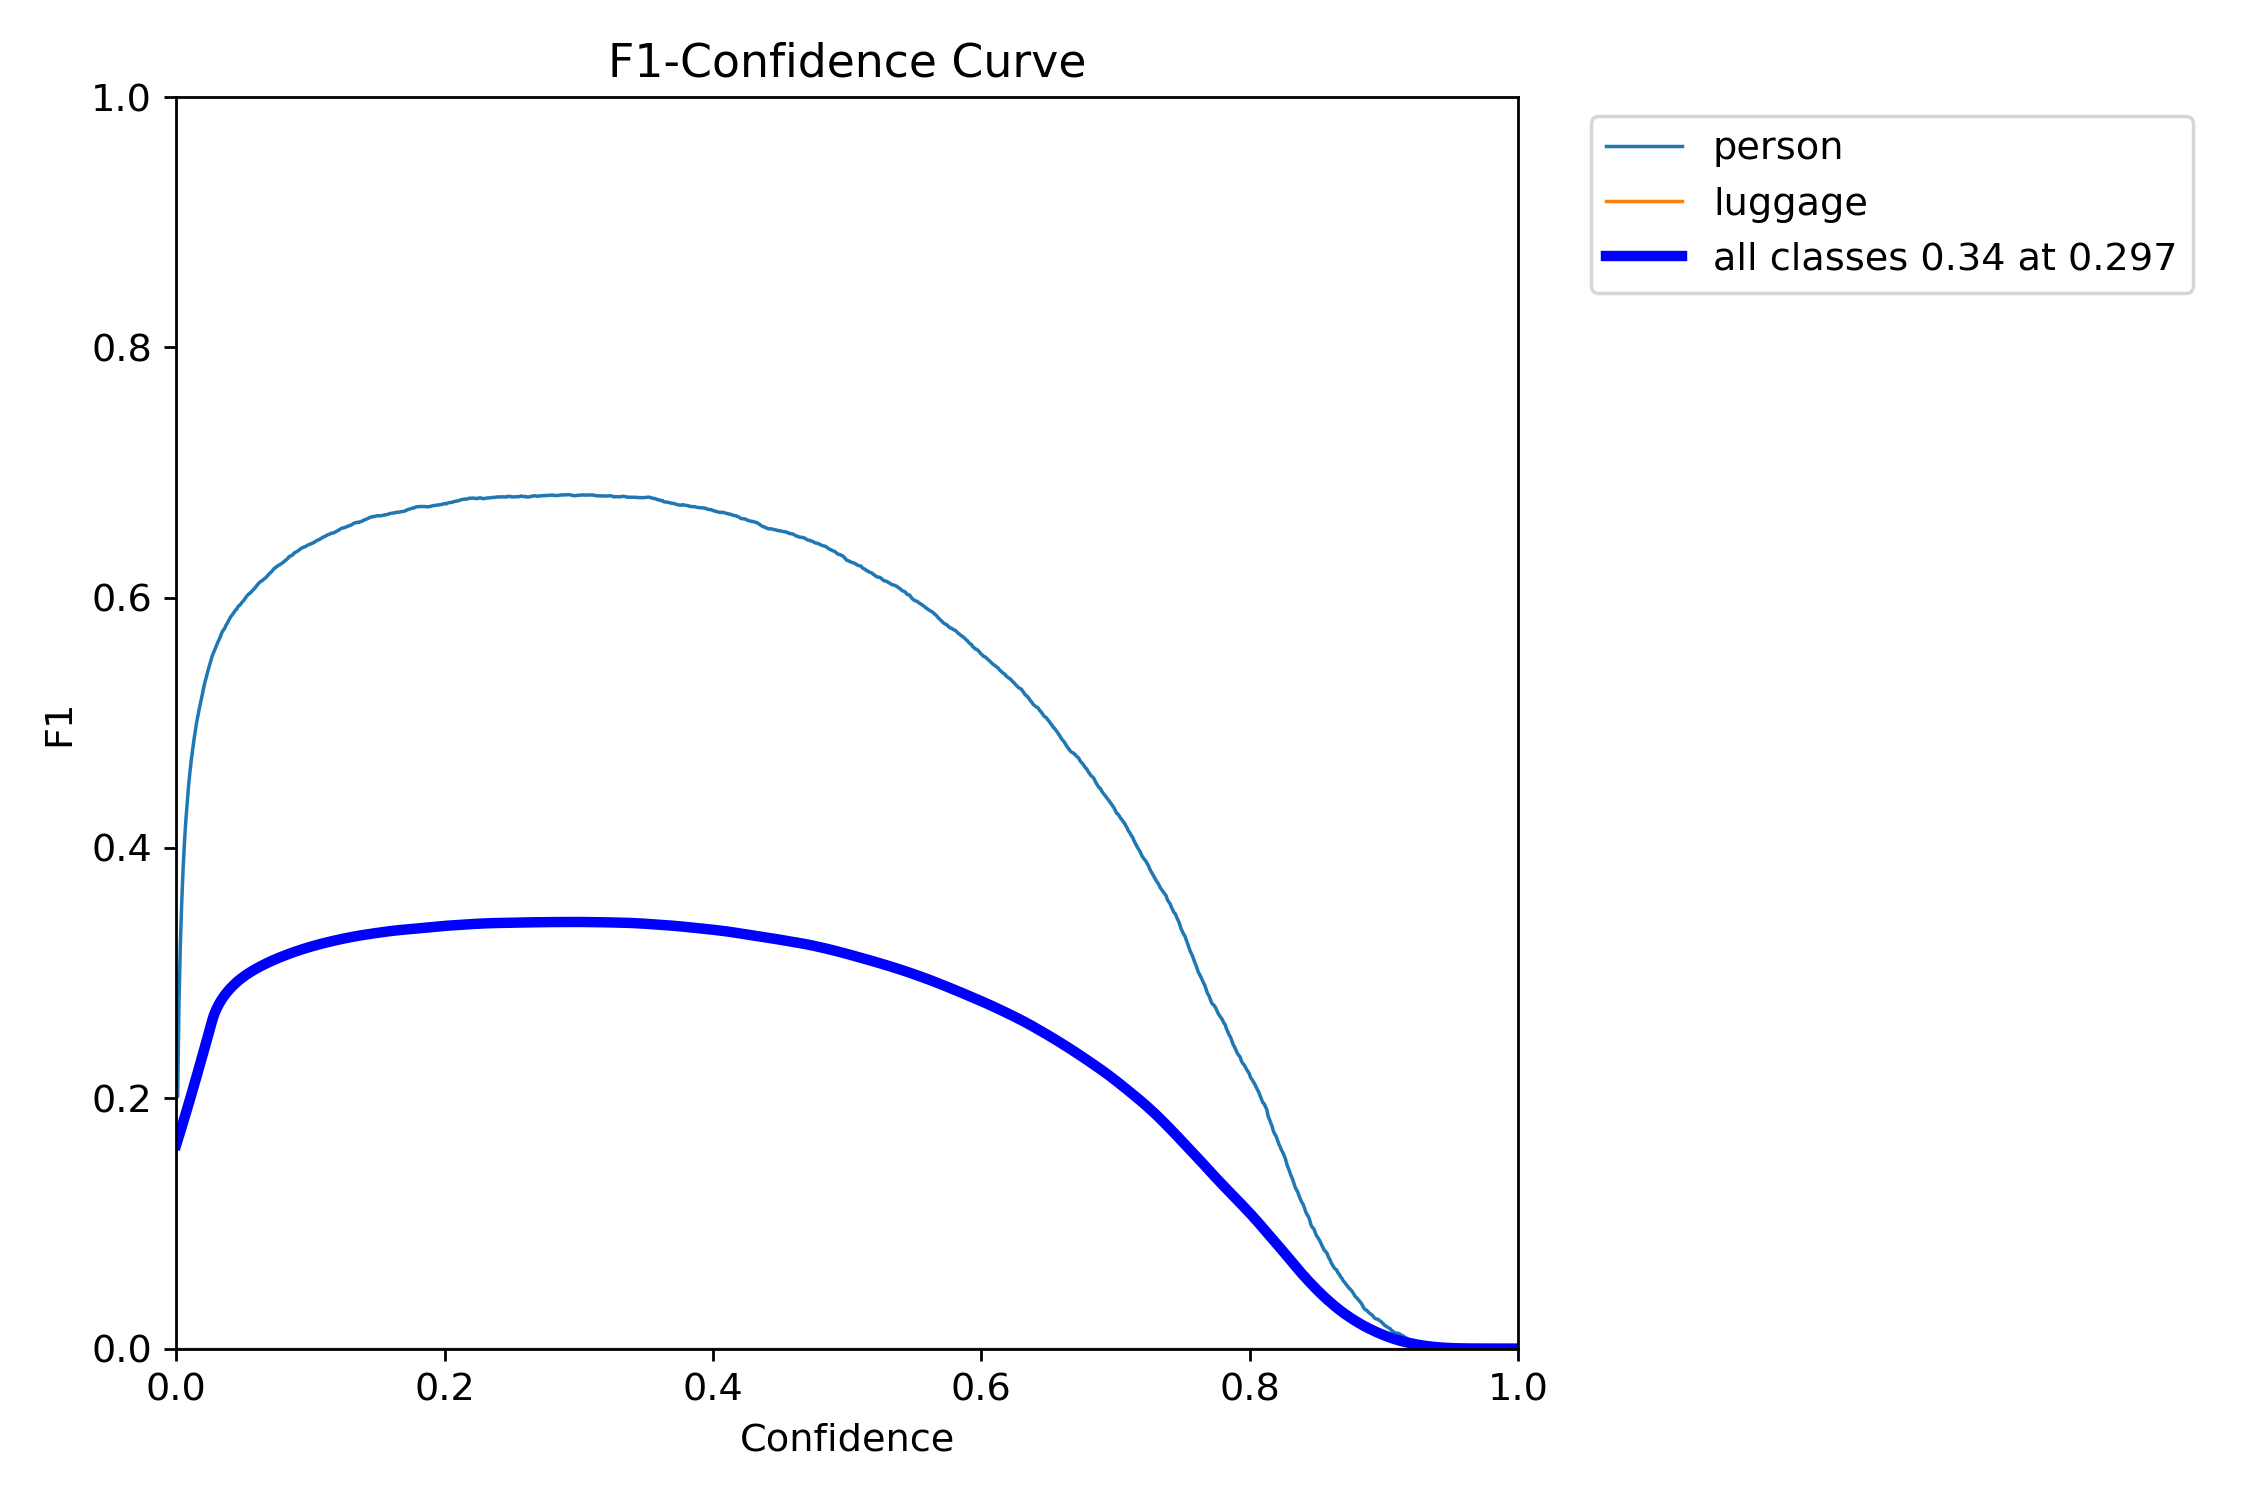 F1-Confidence Curve
1.0
0.8
0.6
0.4
0.2
0.0
F1
0.0 0.2 0.4 0.6 0.8 1.0
Confidence
person
luggage
all classes 0.34 at 0.297